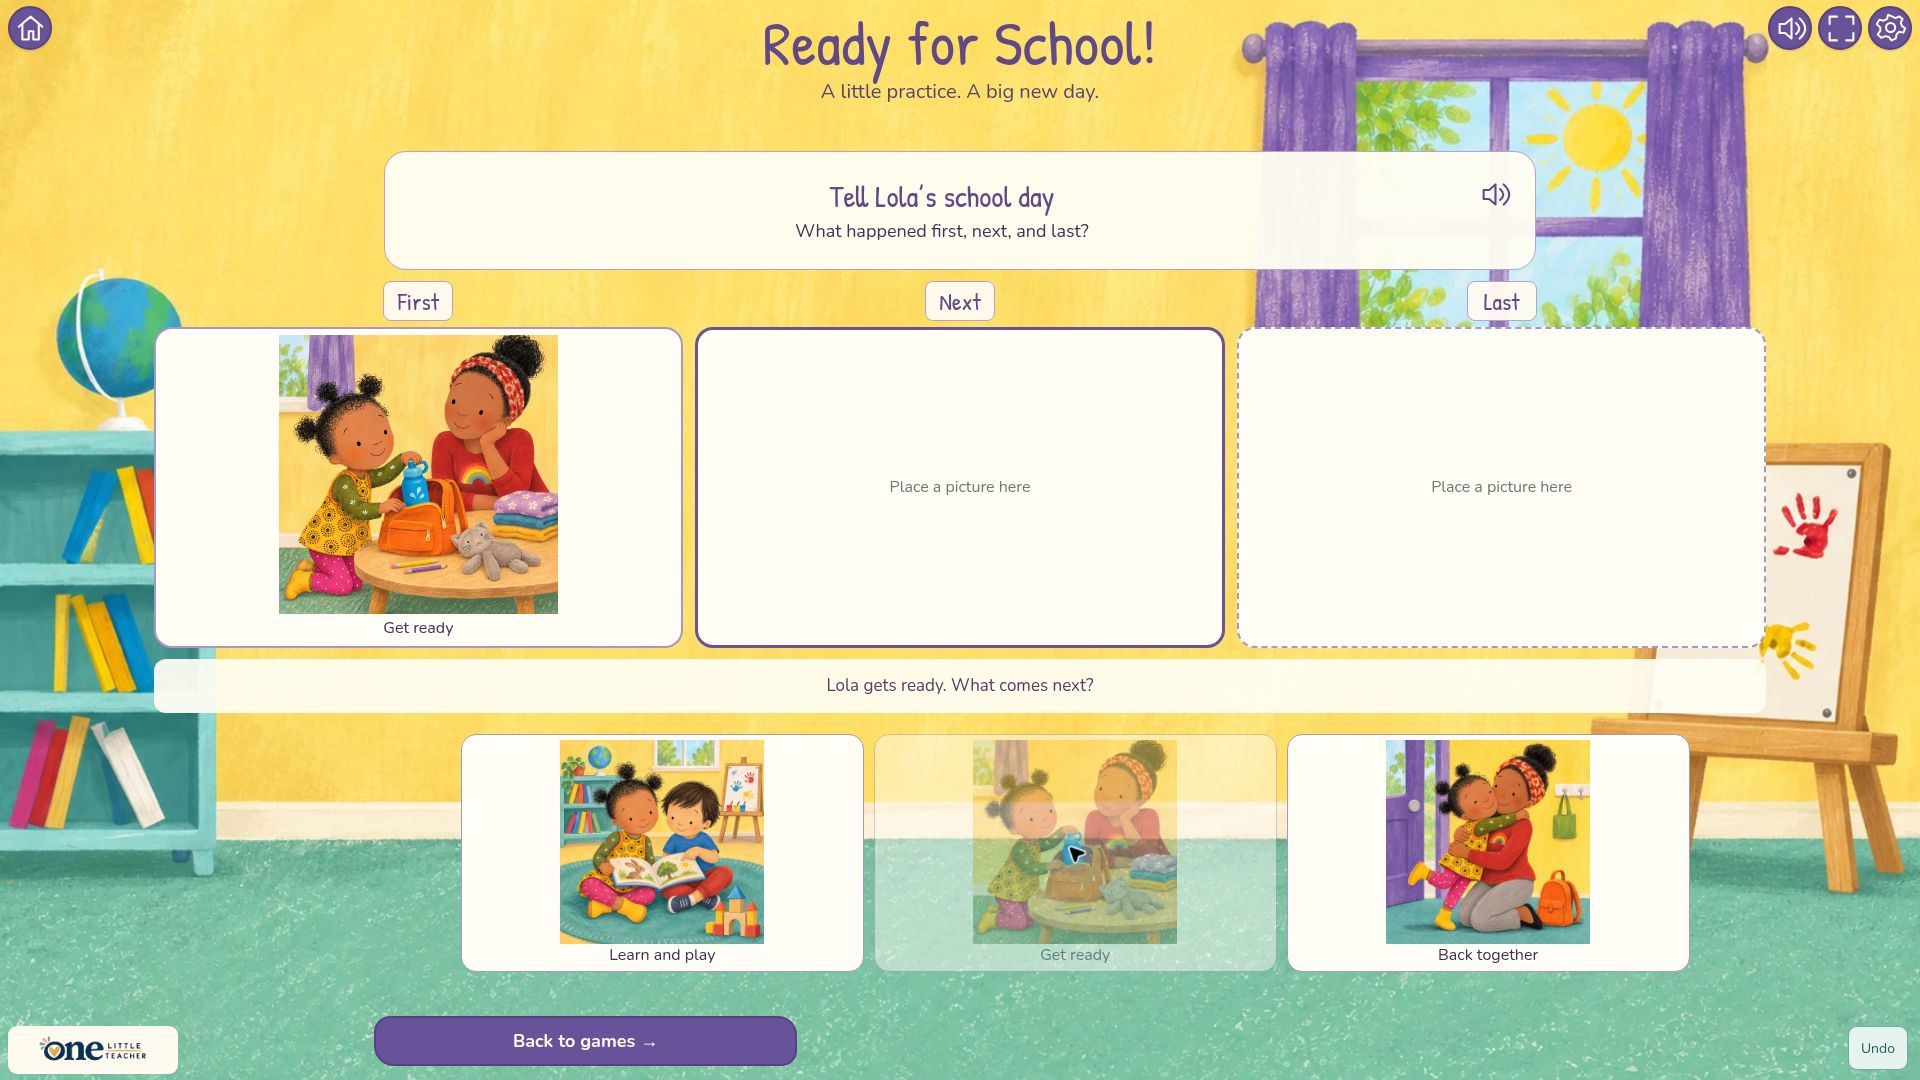 Ready for School!
A little practice. A big new day.
Tell Lola's school day
What happened first, next, and last?
First
Next
Last
Place a picture here
Place a picture here
Get ready
Lola gets ready. What comes next?
Learn and play
Get ready
Back together
Back to games →
one LITTLE TEACHER
Undo